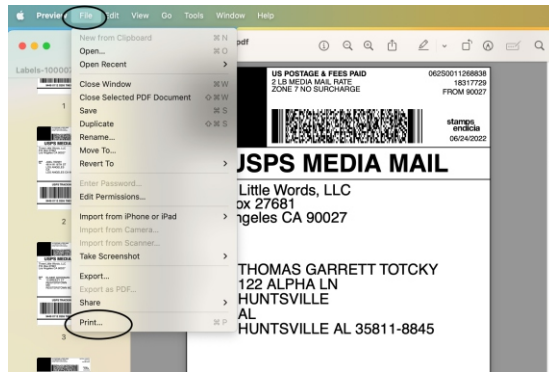 Preview File Edit View Go Tools Window Help
New from Clipboard ⌘ N
Open... ⌘ O
Open Recent >
Close Window ⌘ W
Close Selected PDF Document ⇧ ⌘ W
Save ⌘ S
Duplicate ⇧ ⌘ S
Rename...
Move To...
Revert To >
Enter Password...
Edit Permissions...
Import from iPhone or iPad >
Import from Camera...
Import from Scanner...
Take Screenshot >
Export...
Export as PDF...
Share >
Print... ⌘ P
pdf
Labels-10000
1
2
3
US POSTAGE & FEES PAID
2 LB MEDIA MAIL RATE
ZONE 7 NO SURCHARGE
062S0011268838
18317729
FROM 90027
stamps
endicia
06/24/2022
USPS MEDIA MAIL
Little Words, LLC
ox 27681
ngeles CA 90027
THOMAS GARRETT TOTCKY
122 ALPHA LN
HUNTSVILLE
AL
HUNTSVILLE AL 35811-8845